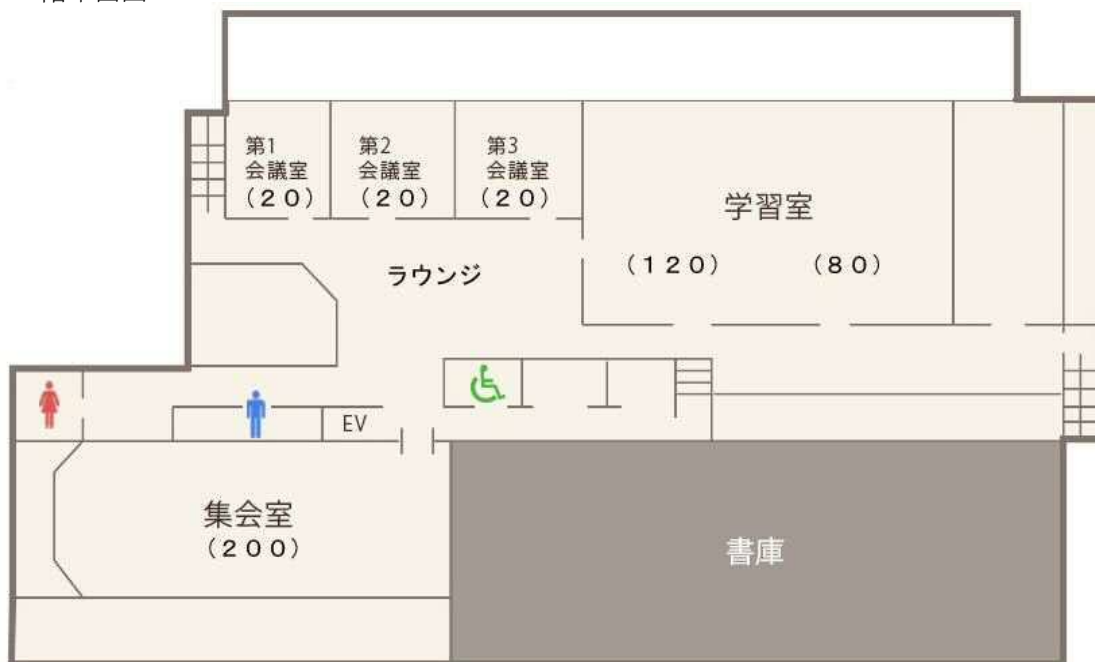 第1
会議室
（２０）
第2
会議室
（２０）
第3
会議室
（２０）
学習室
（１２０）
（８０）
ラウンジ
EV
集会室
（２００）
書庫